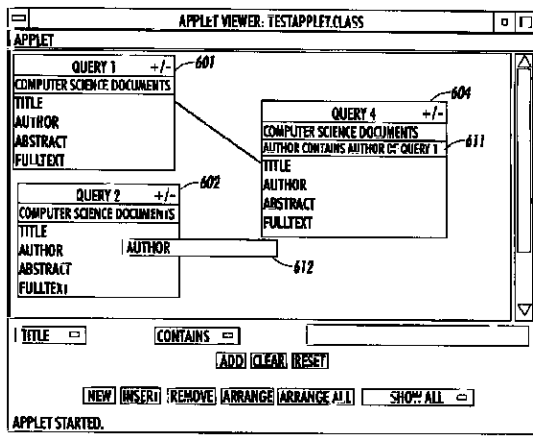 APPLET VIEWER: TESTAPPLET.CLASS
APPLET
QUERY 1 +/-
601
COMPUTER SCIENCE DOCUMENTS
TITLE
AUTHOR
ABSTRACT
FULLTEXT
604
QUERY 4 +/-
COMPUTER SCIENCE DOCUMENTS
AUTHOR CONTAINS AUTHOR OF QUERY 1
611
TITLE
AUTHOR
ABSTRACT
FULLTEXT
602
QUERY 2 +/-
COMPUTER SCIENCE DOCUMENTS
TITLE
AUTHOR
ABSTRACT
FULLTEXT
AUTHOR
612
TITLE CONTAINS
ADD CLEAR RESET
NEW INSERT REMOVE ARRANGE ARRANGE ALL SHOW ALL
APPLET STARTED.